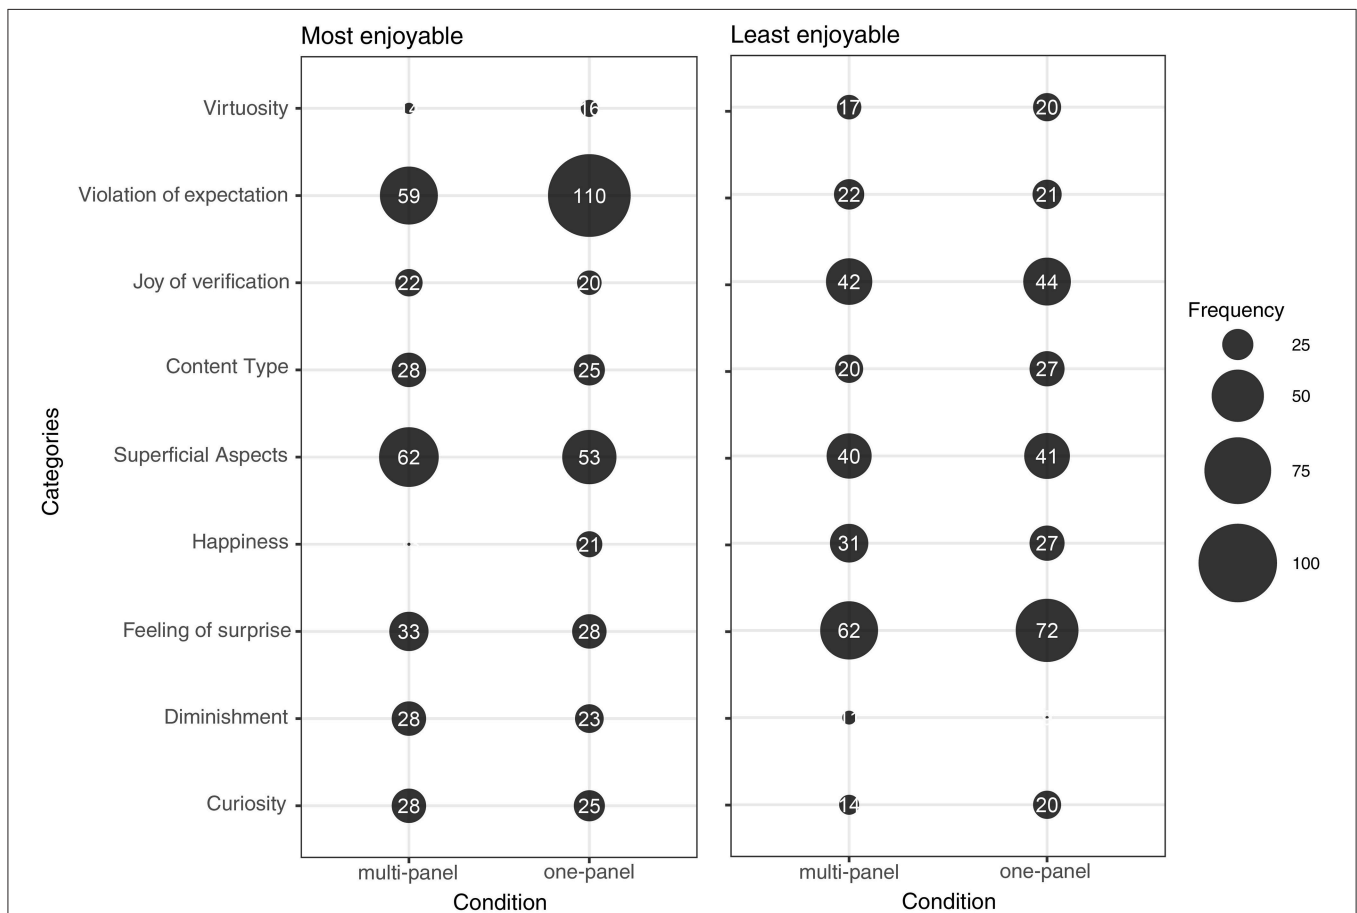 Most enjoyable
Least enjoyable
Virtuosity
16
17
20
Violation of expectation
59
110
22
21
Joy of verification
22
20
42
44
Content Type
28
25
20
27
Superficial Aspects
62
53
40
41
Happiness
21
31
27
Feeling of surprise
33
28
62
72
Diminishment
28
23
Curiosity
28
25
14
20
Categories
multi-panel
one-panel
multi-panel
one-panel
Condition
Condition
Frequency
25
50
75
100